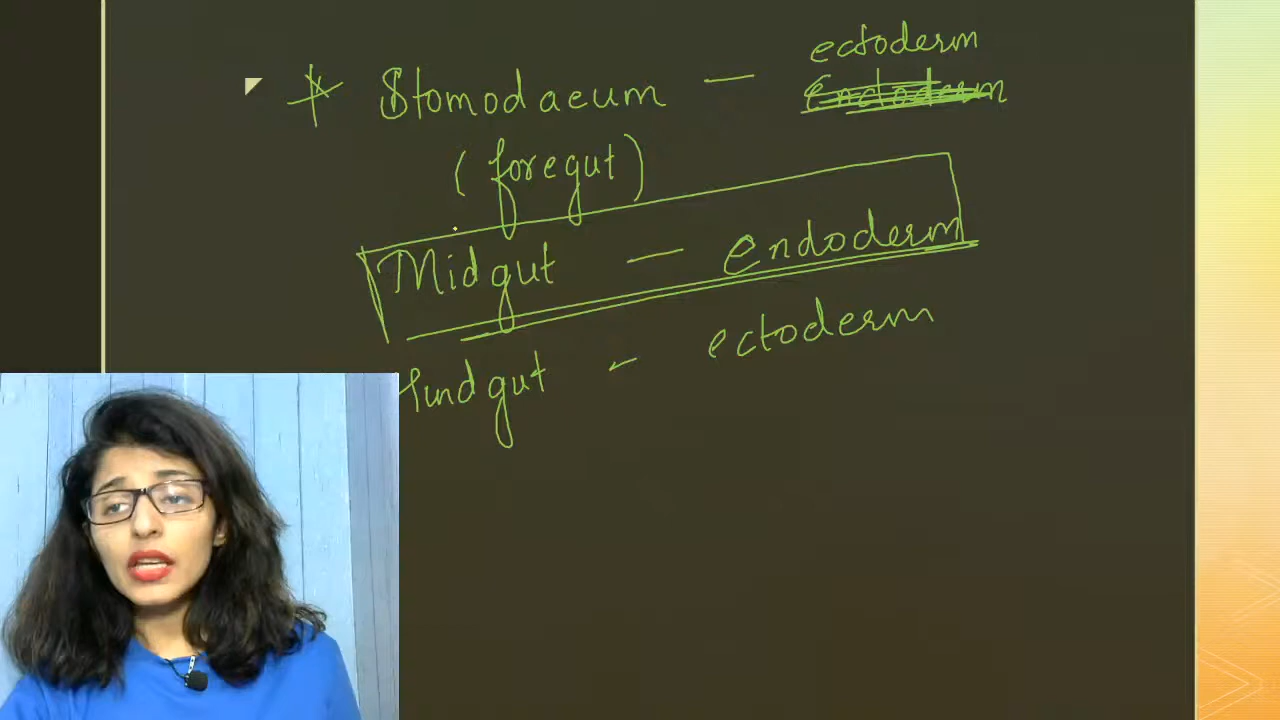 * Stomodaeum — ectoderm
(foregut)
Midgut — endoderm
Hindgut - ectoderm